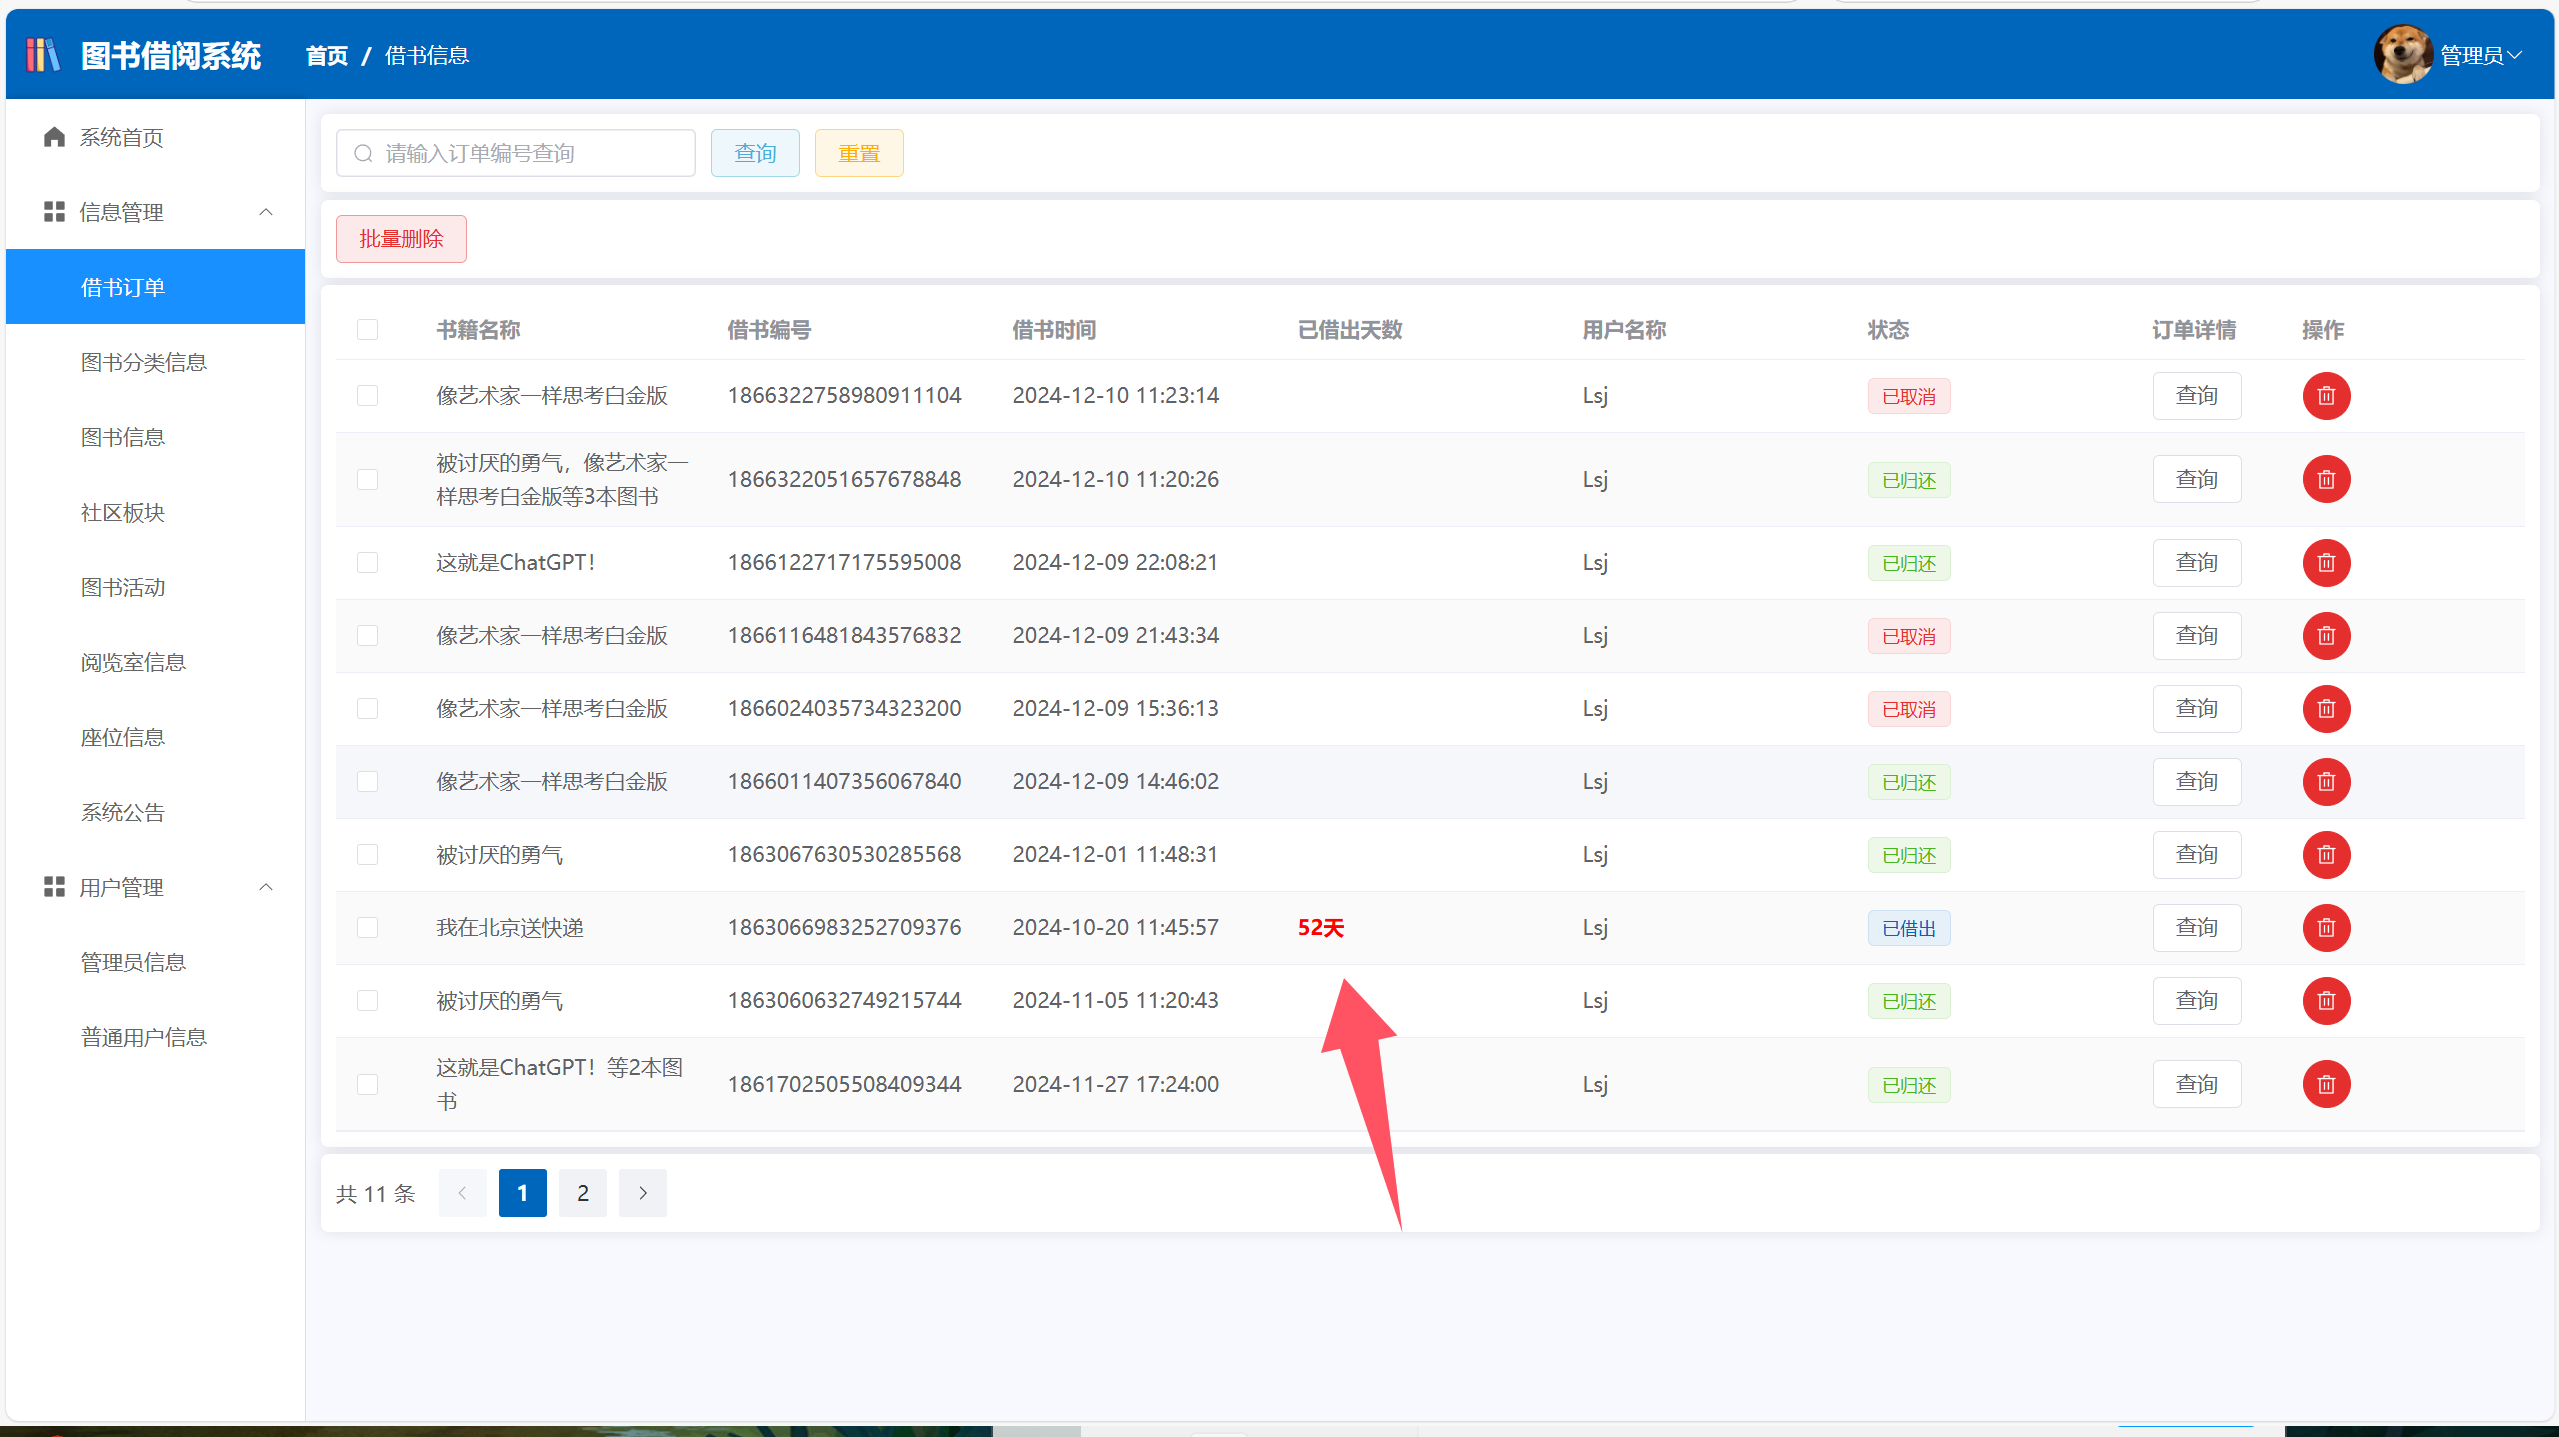 图书借阅系统 首页 / 借书信息 管理员
系统首页
信息管理
借书订单
图书分类信息
图书信息
社区板块
图书活动
阅览室信息
座位信息
系统公告
用户管理
管理员信息
普通用户信息
请输入订单编号查询 查询 重置
批量删除
书籍名称 借书编号 借书时间 已借出天数 用户名称 状态 订单详情 操作
像艺术家一样思考白金版 1866322758980911104 2024-12-10 11:23:14 Lsj 已取消 查询
被讨厌的勇气，像艺术家一
样思考白金版等3本图书 1866322051657678848 2024-12-10 11:20:26 Lsj 已归还 查询
这就是ChatGPT！ 1866122717175595008 2024-12-09 22:08:21 Lsj 已归还 查询
像艺术家一样思考白金版 1866116481843576832 2024-12-09 21:43:34 Lsj 已取消 查询
像艺术家一样思考白金版 1866024035734323200 2024-12-09 15:36:13 Lsj 已取消 查询
像艺术家一样思考白金版 1866011407356067840 2024-12-09 14:46:02 Lsj 已归还 查询
被讨厌的勇气 1863067630530285568 2024-12-01 11:48:31 Lsj 已归还 查询
我在北京送快递 1863066983252709376 2024-10-20 11:45:57 52天 Lsj 已借出 查询
被讨厌的勇气 1863060632749215744 2024-11-05 11:20:43 Lsj 已归还 查询
这就是ChatGPT！等2本图
书 1861702505508409344 2024-11-27 17:24:00 Lsj 已归还 查询
共 11 条 1 2